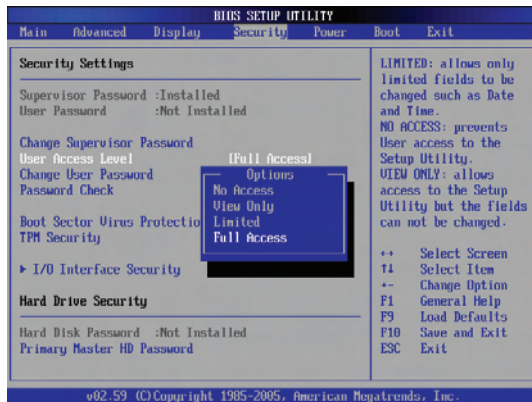 BIOS SETUP UTILITY
Main Advanced Display Security Power Boot Exit
Security Settings
Supervisor Password :Installed
User Password :Not Installed
Change Supervisor Password
User Access Level [Full Access]
Change User Password
Password Check
Boot Sector Virus Protectio
TPM Security
▶ I/O Interface Security
Hard Drive Security
Hard Disk Password :Not Installed
Primary Master HD Password
Options
No Access
View Only
Limited
Full Access
LIMITED: allows only
limited fields to be
changed such as Date
and Time.
NO ACCESS: prevents
User access to the
Setup Utility.
VIEW ONLY: allows
access to the Setup
Utility but the fields
can not be changed.
↔ Select Screen
↑↓ Select Item
+- Change Option
F1 General Help
F9 Load Defaults
F10 Save and Exit
ESC Exit
v02.59 (C)Copyright 1985-2005, American Megatrends, Inc.